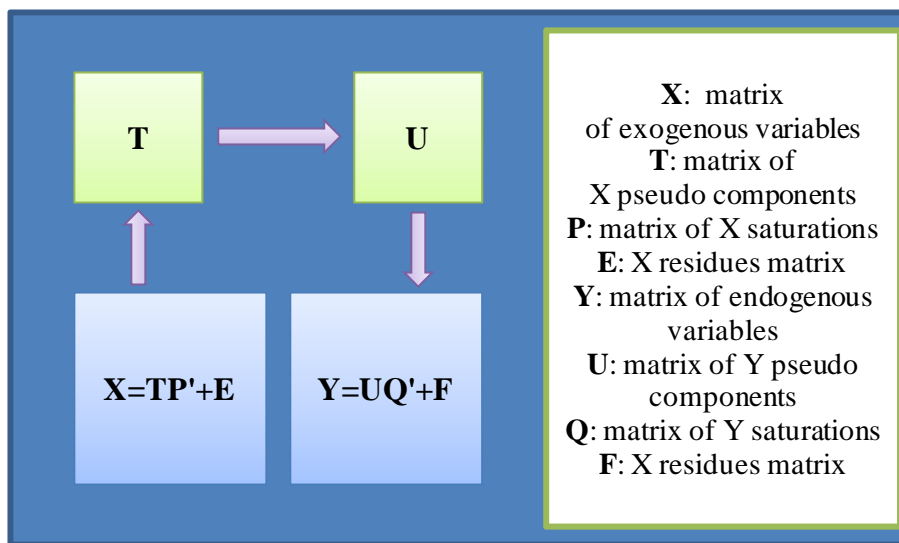 T
U
X=TP'+E
Y=UQ'+F
X: matrix
of exogenous variables
T: matrix of
X pseudo components
P: matrix of X saturations
E: X residues matrix
Y: matrix of endogenous
variables
U: matrix of Y pseudo
components
Q: matrix of Y saturations
F: X residues matrix